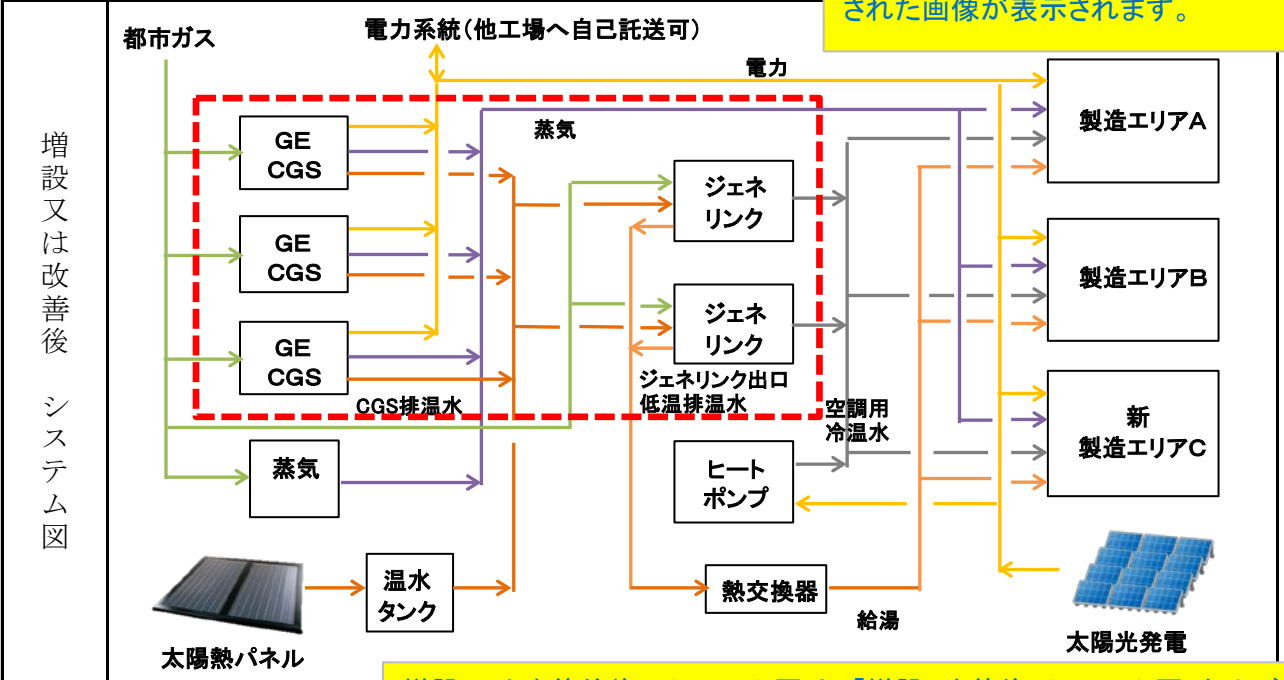 された画像が表示されます。
都市ガス
電力系統(他工場へ自己託送可)
電力
増設又は改善後 システム図
GE
CGS
蒸気
ジェネ
リンク
製造エリアA
GE
CGS
ジェネ
リンク
製造エリアB
GE
CGS
CGS排温水
ジェネリンク出口
低温排温水
空調用
冷温水
新
製造エリアC
蒸気
ヒート
ポンプ
温水
タンク
熱交換器
給湯
太陽熱パネル
太陽光発電